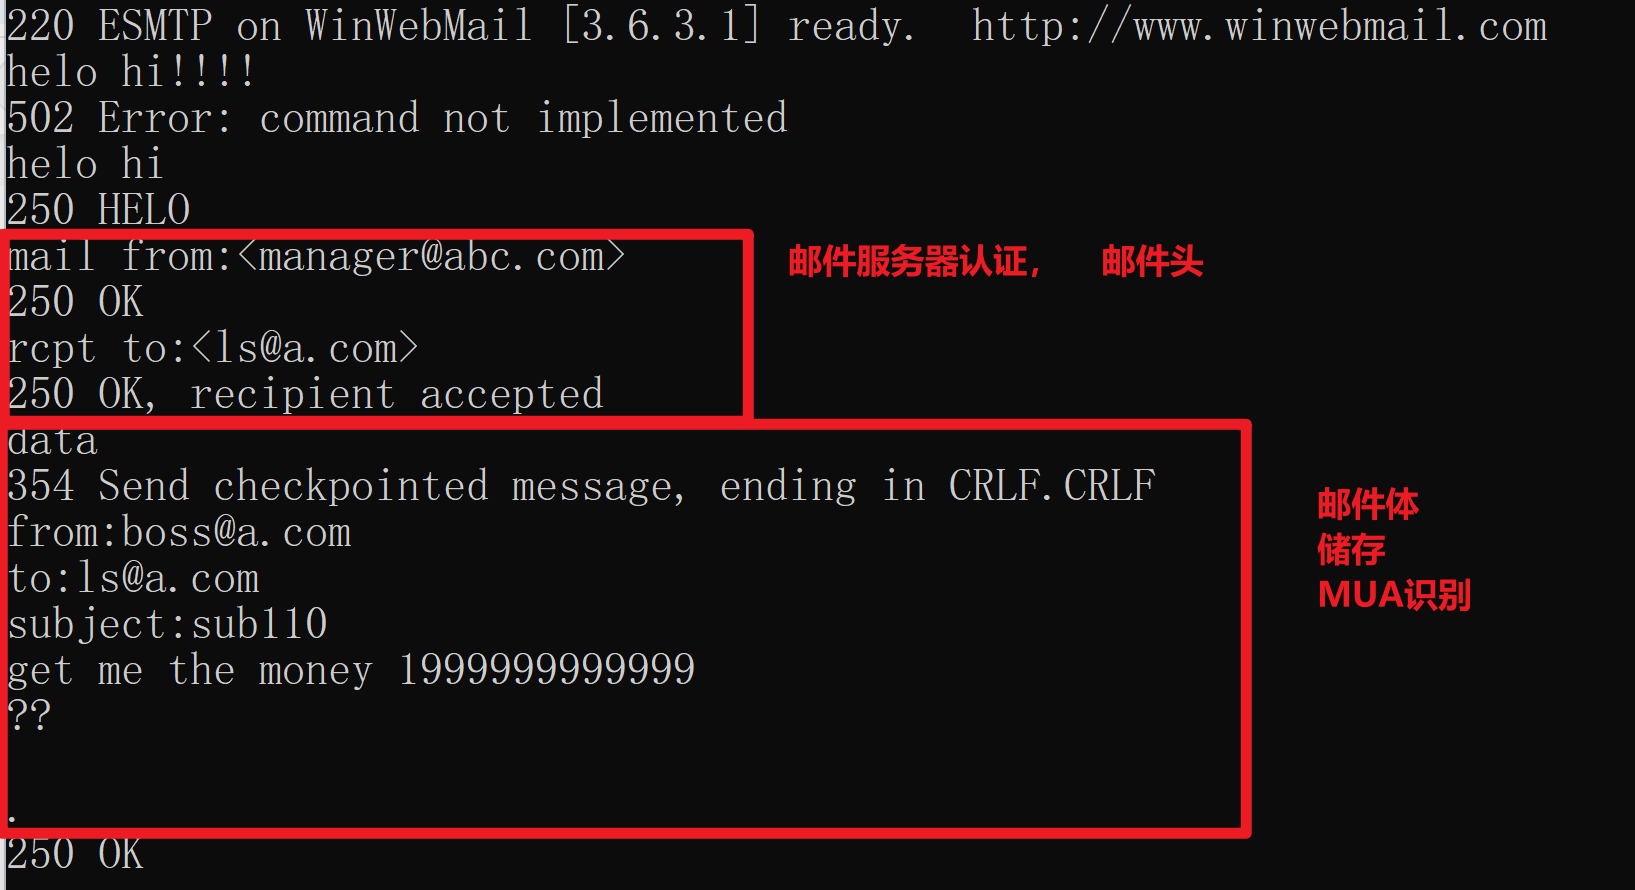 220 ESMTP on WinWebMail [3.6.3.1] ready.  http://www.winwebmail.com
helo hi!!!!
502 Error: command not implemented
helo hi
250 HELO
mail from:<manager@abc.com>
邮件服务器认证， 邮件头
250 OK
rcpt to:<ls@a.com>
250 OK, recipient accepted
data
354 Send checkpointed message, ending in CRLF.CRLF
from:boss@a.com
to:ls@a.com
subject:sub110
get me the money 1999999999999
??
.
邮件体
储存
MUA识别
250 OK